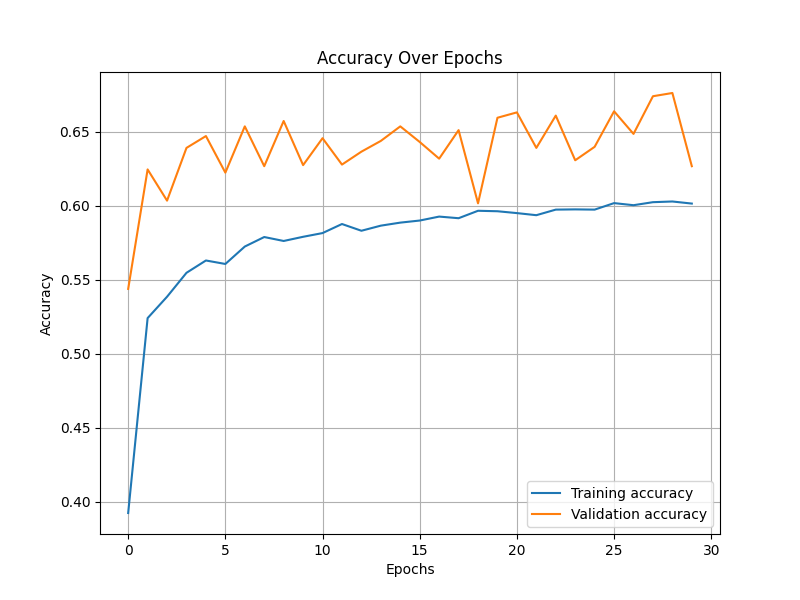 Accuracy Over Epochs
Accuracy
0.65
0.60
0.55
0.50
0.45
0.40
0 5 10 15 20 25 30
Epochs
Training accuracy
Validation accuracy